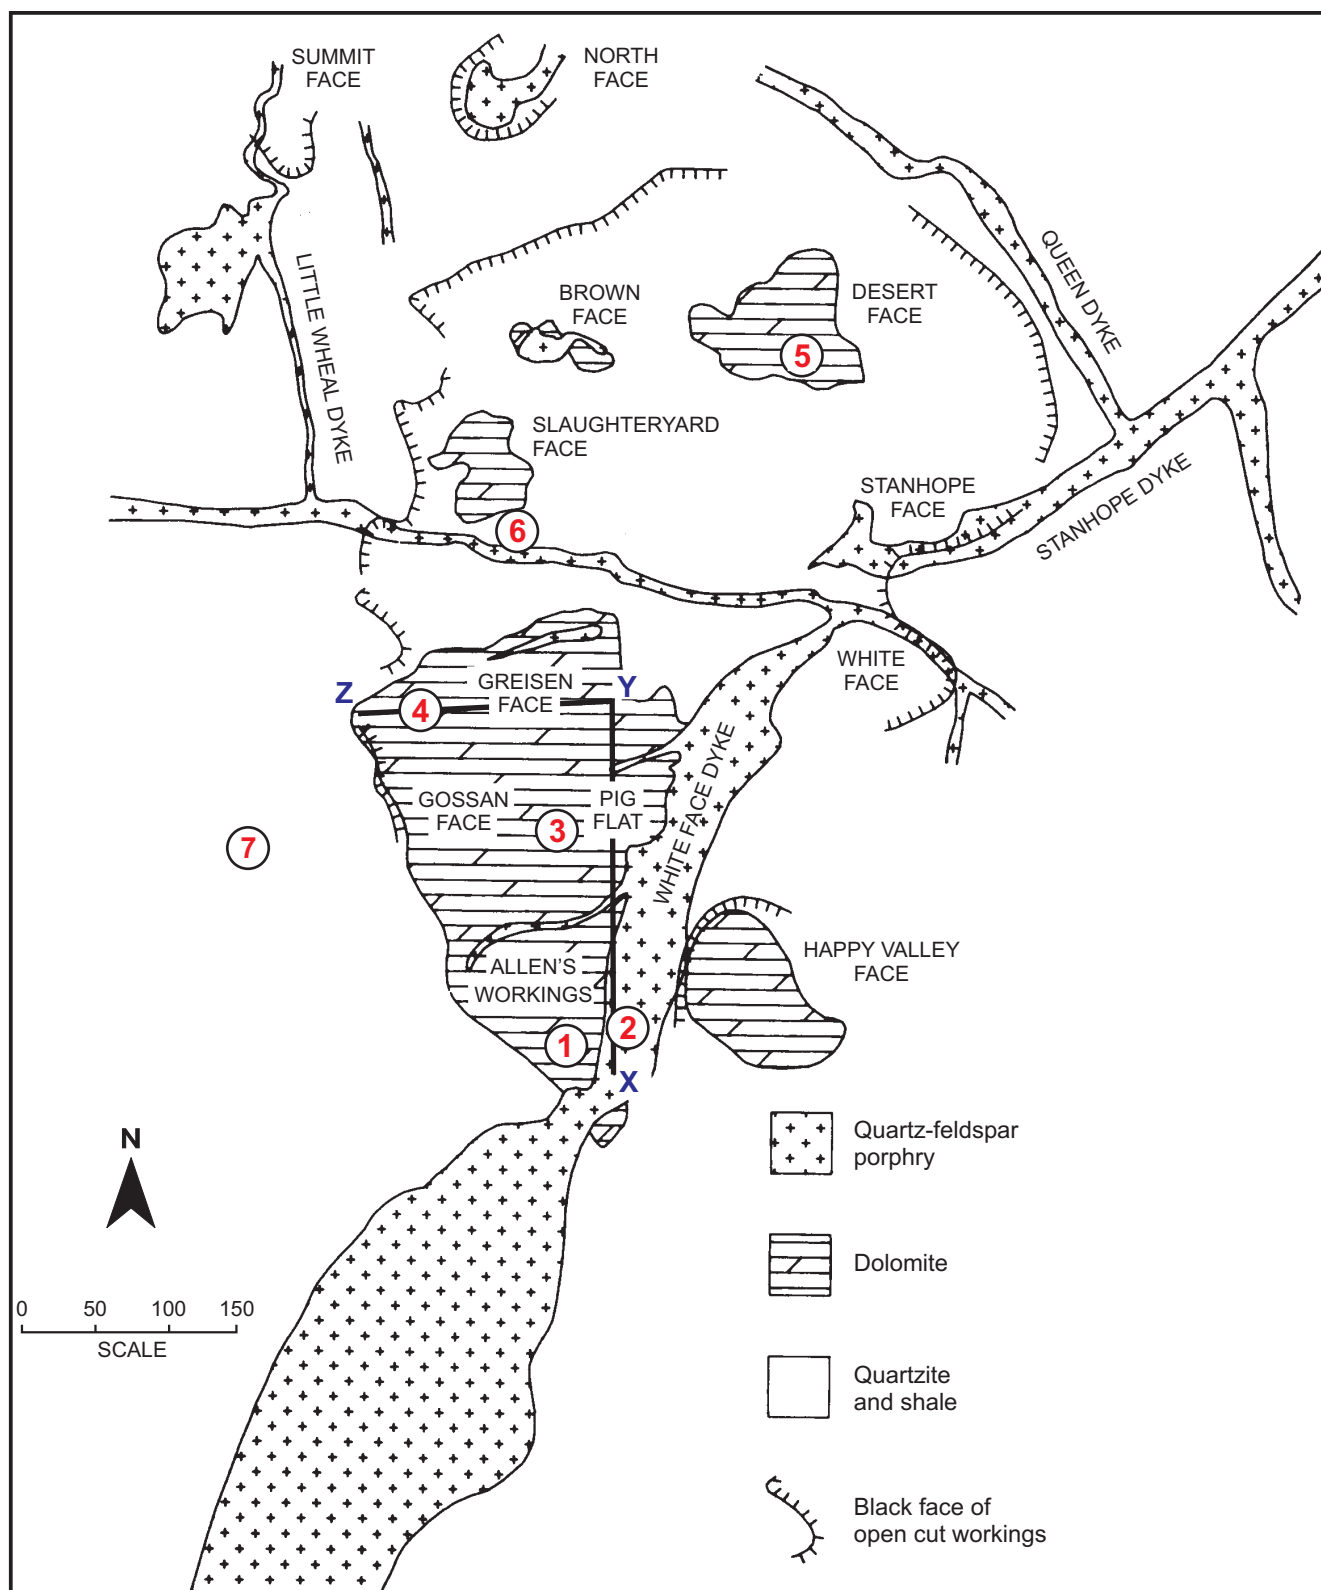 SUMMIT
FACE
NORTH
FACE
QUEEN DYKE
LITTLE WHEAL DYKE
BROWN
FACE
DESERT
FACE
5
SLAUGHTERYARD
FACE
STANHOPE
FACE
STANHOPE DYKE
6
WHITE
FACE
Z
4
GREISEN
FACE
Y
WHITE FACE DYKE
GOSSAN
FACE
3
PIG
FLAT
7
ALLEN'S
WORKINGS
HAPPY VALLEY
FACE
1
2
X
N
0 50 100 150
SCALE
Quartz-feldspar
porphry
Dolomite
Quartzite
and shale
Black face of
open cut workings